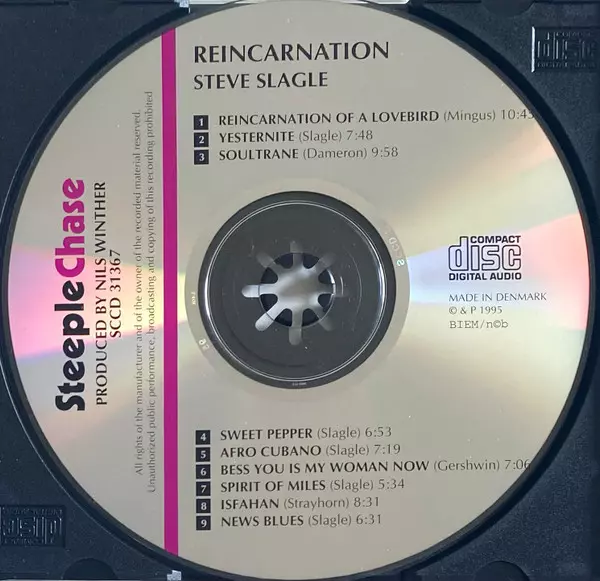 REINCARNATION
STEVE SLAGLE
1 REINCARNATION OF A LOVEBIRD (Mingus) 10:45
2 YESTERNITE (Slagle) 7:48
3 SOULTRANE (Dameron) 9:58
SteepleChase
PRODUCED BY NILS WINTHER
SCCD 31367
All rights of the manufacturer and of the owner of the recorded material reserved.
Unauthorized public performance, broadcasting and copying of this recording prohibited
COMPACT
disc
DIGITAL AUDIO
MADE IN DENMARK
© & P 1995
BIEM/n©b
4 SWEET PEPPER (Slagle) 6:53
5 AFRO CUBANO (Slagle) 7:19
6 BESS YOU IS MY WOMAN NOW (Gershwin) 7:06
7 SPIRIT OF MILES (Slagle) 5:34
8 ISFAHAN (Strayhorn) 8:31
9 NEWS BLUES (Slagle) 6:31
disc
disc